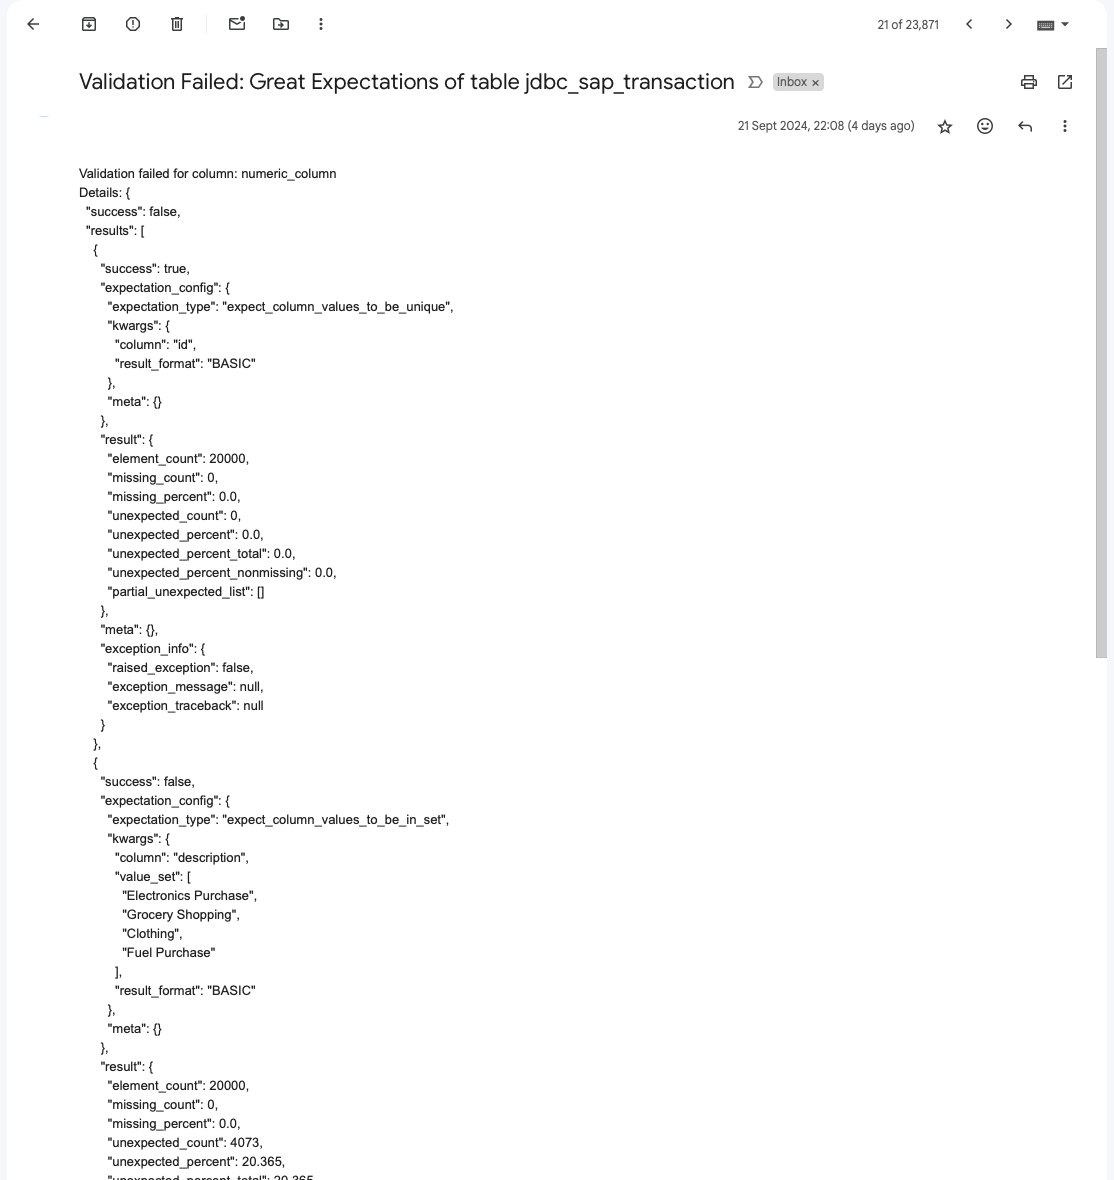 21 of 23,871
Validation Failed: Great Expectations of table jdbc_sap_transaction
Inbox ×
21 Sept 2024, 22:08 (4 days ago)
Validation failed for column: numeric_column
Details: {
"success": false,
"results": [
{
"success": true,
"expectation_config": {
"expectation_type": "expect_column_values_to_be_unique",
"kwargs": {
"column": "id",
"result_format": "BASIC"
},
"meta": {}
},
"result": {
"element_count": 20000,
"missing_count": 0,
"missing_percent": 0.0,
"unexpected_count": 0,
"unexpected_percent": 0.0,
"unexpected_percent_total": 0.0,
"unexpected_percent_nonmissing": 0.0,
"partial_unexpected_list": []
},
"meta": {},
"exception_info": {
"raised_exception": false,
"exception_message": null,
"exception_traceback": null
}
},
{
"success": false,
"expectation_config": {
"expectation_type": "expect_column_values_to_be_in_set",
"kwargs": {
"column": "description",
"value_set": [
"Electronics Purchase",
"Grocery Shopping",
"Clothing",
"Fuel Purchase"
],
"result_format": "BASIC"
},
"meta": {}
},
"result": {
"element_count": 20000,
"missing_count": 0,
"missing_percent": 0.0,
"unexpected_count": 4073,
"unexpected_percent": 20.365,
"unexpected_percent_total": 20.365